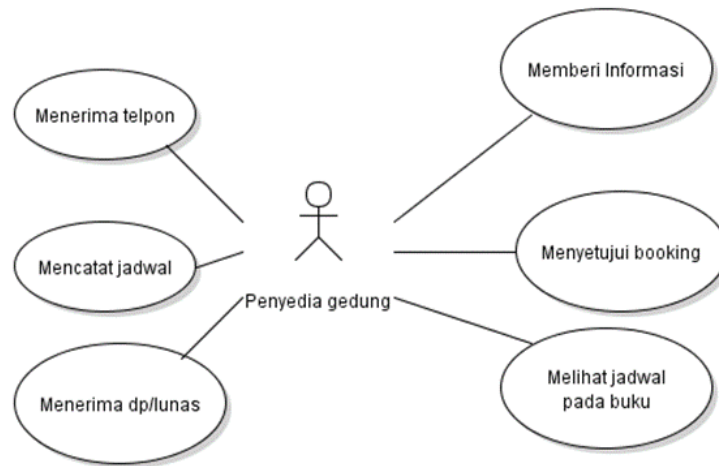 Memberi Informasi
Menerima telpon
Mencatat jadwal
Menyetujui booking
Penyedia gedung
Menerima dp/lunas
Melihat jadwal
pada buku